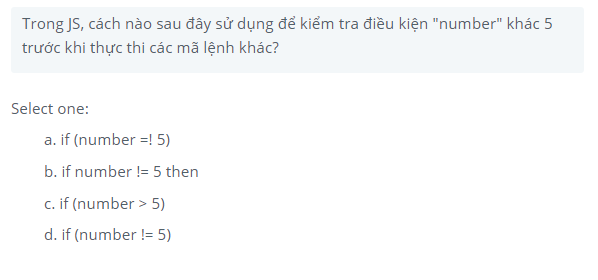 Trong JS, cách nào sau đây sử dụng để kiểm tra điều kiện "number" khác 5
trước khi thực thi các mã lệnh khác?
Select one:
a. if (number =! 5)
b. if number != 5 then
c. if (number > 5)
d. if (number != 5)